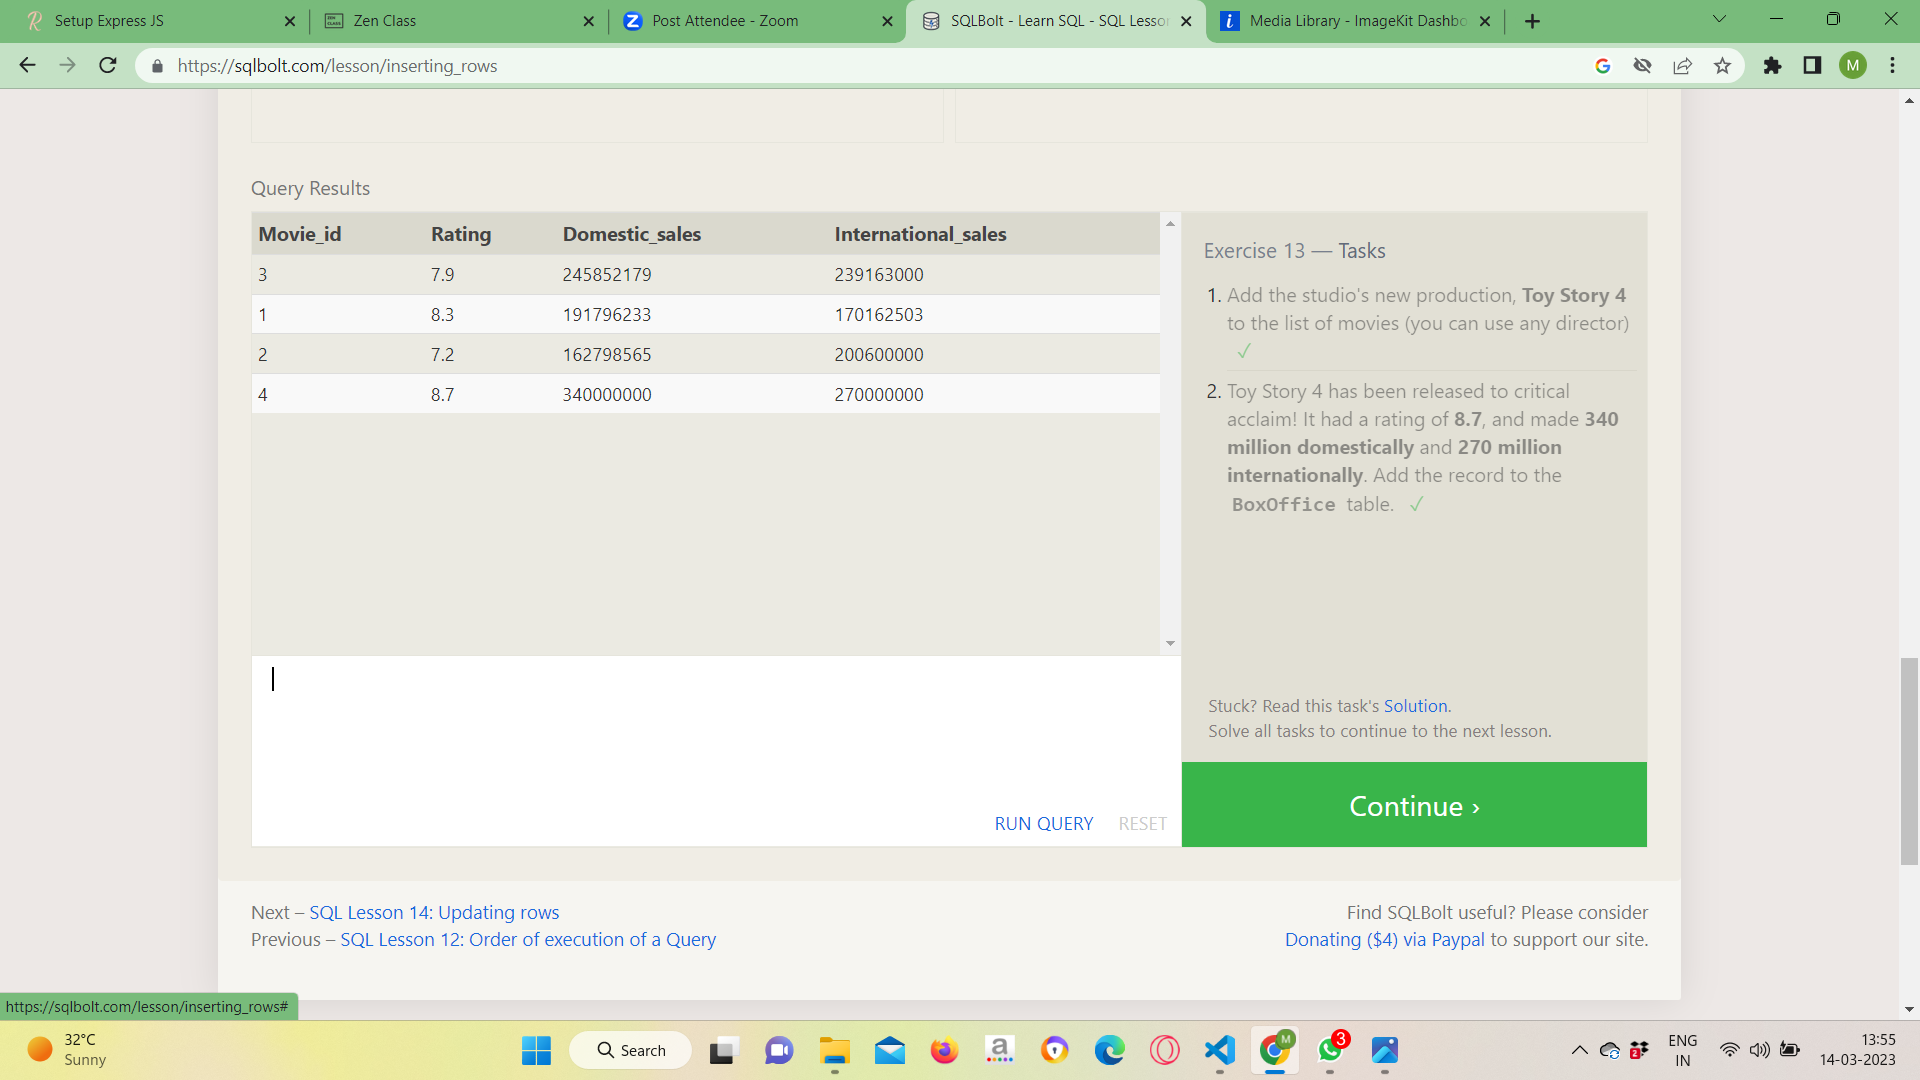 Setup Express JS
Zen Class
Post Attendee - Zoom
SQLBolt - Learn SQL - SQL Lesson
Media Library - ImageKit Dashbo
https://sqlbolt.com/lesson/inserting_rows
M
Query Results
Movie_id Rating Domestic_sales International_sales
3 7.9 245852179 239163000
1 8.3 191796233 170162503
2 7.2 162798565 200600000
4 8.7 340000000 270000000
Exercise 13 — Tasks
1. Add the studio's new production, Toy Story 4
to the list of movies (you can use any director)
✓
2. Toy Story 4 has been released to critical
acclaim! It had a rating of 8.7, and made 340
million domestically and 270 million
internationally. Add the record to the
BoxOffice table. ✓
Stuck? Read this task's Solution.
Solve all tasks to continue to the next lesson.
RUN QUERY RESET
Continue ›
Next – SQL Lesson 14: Updating rows
Previous – SQL Lesson 12: Order of execution of a Query
Find SQLBolt useful? Please consider
Donating ($4) via Paypal to support our site.
https://sqlbolt.com/lesson/inserting_rows#
32°C
Sunny
Search
a
M
3
2
ENG
IN
13:55
14-03-2023